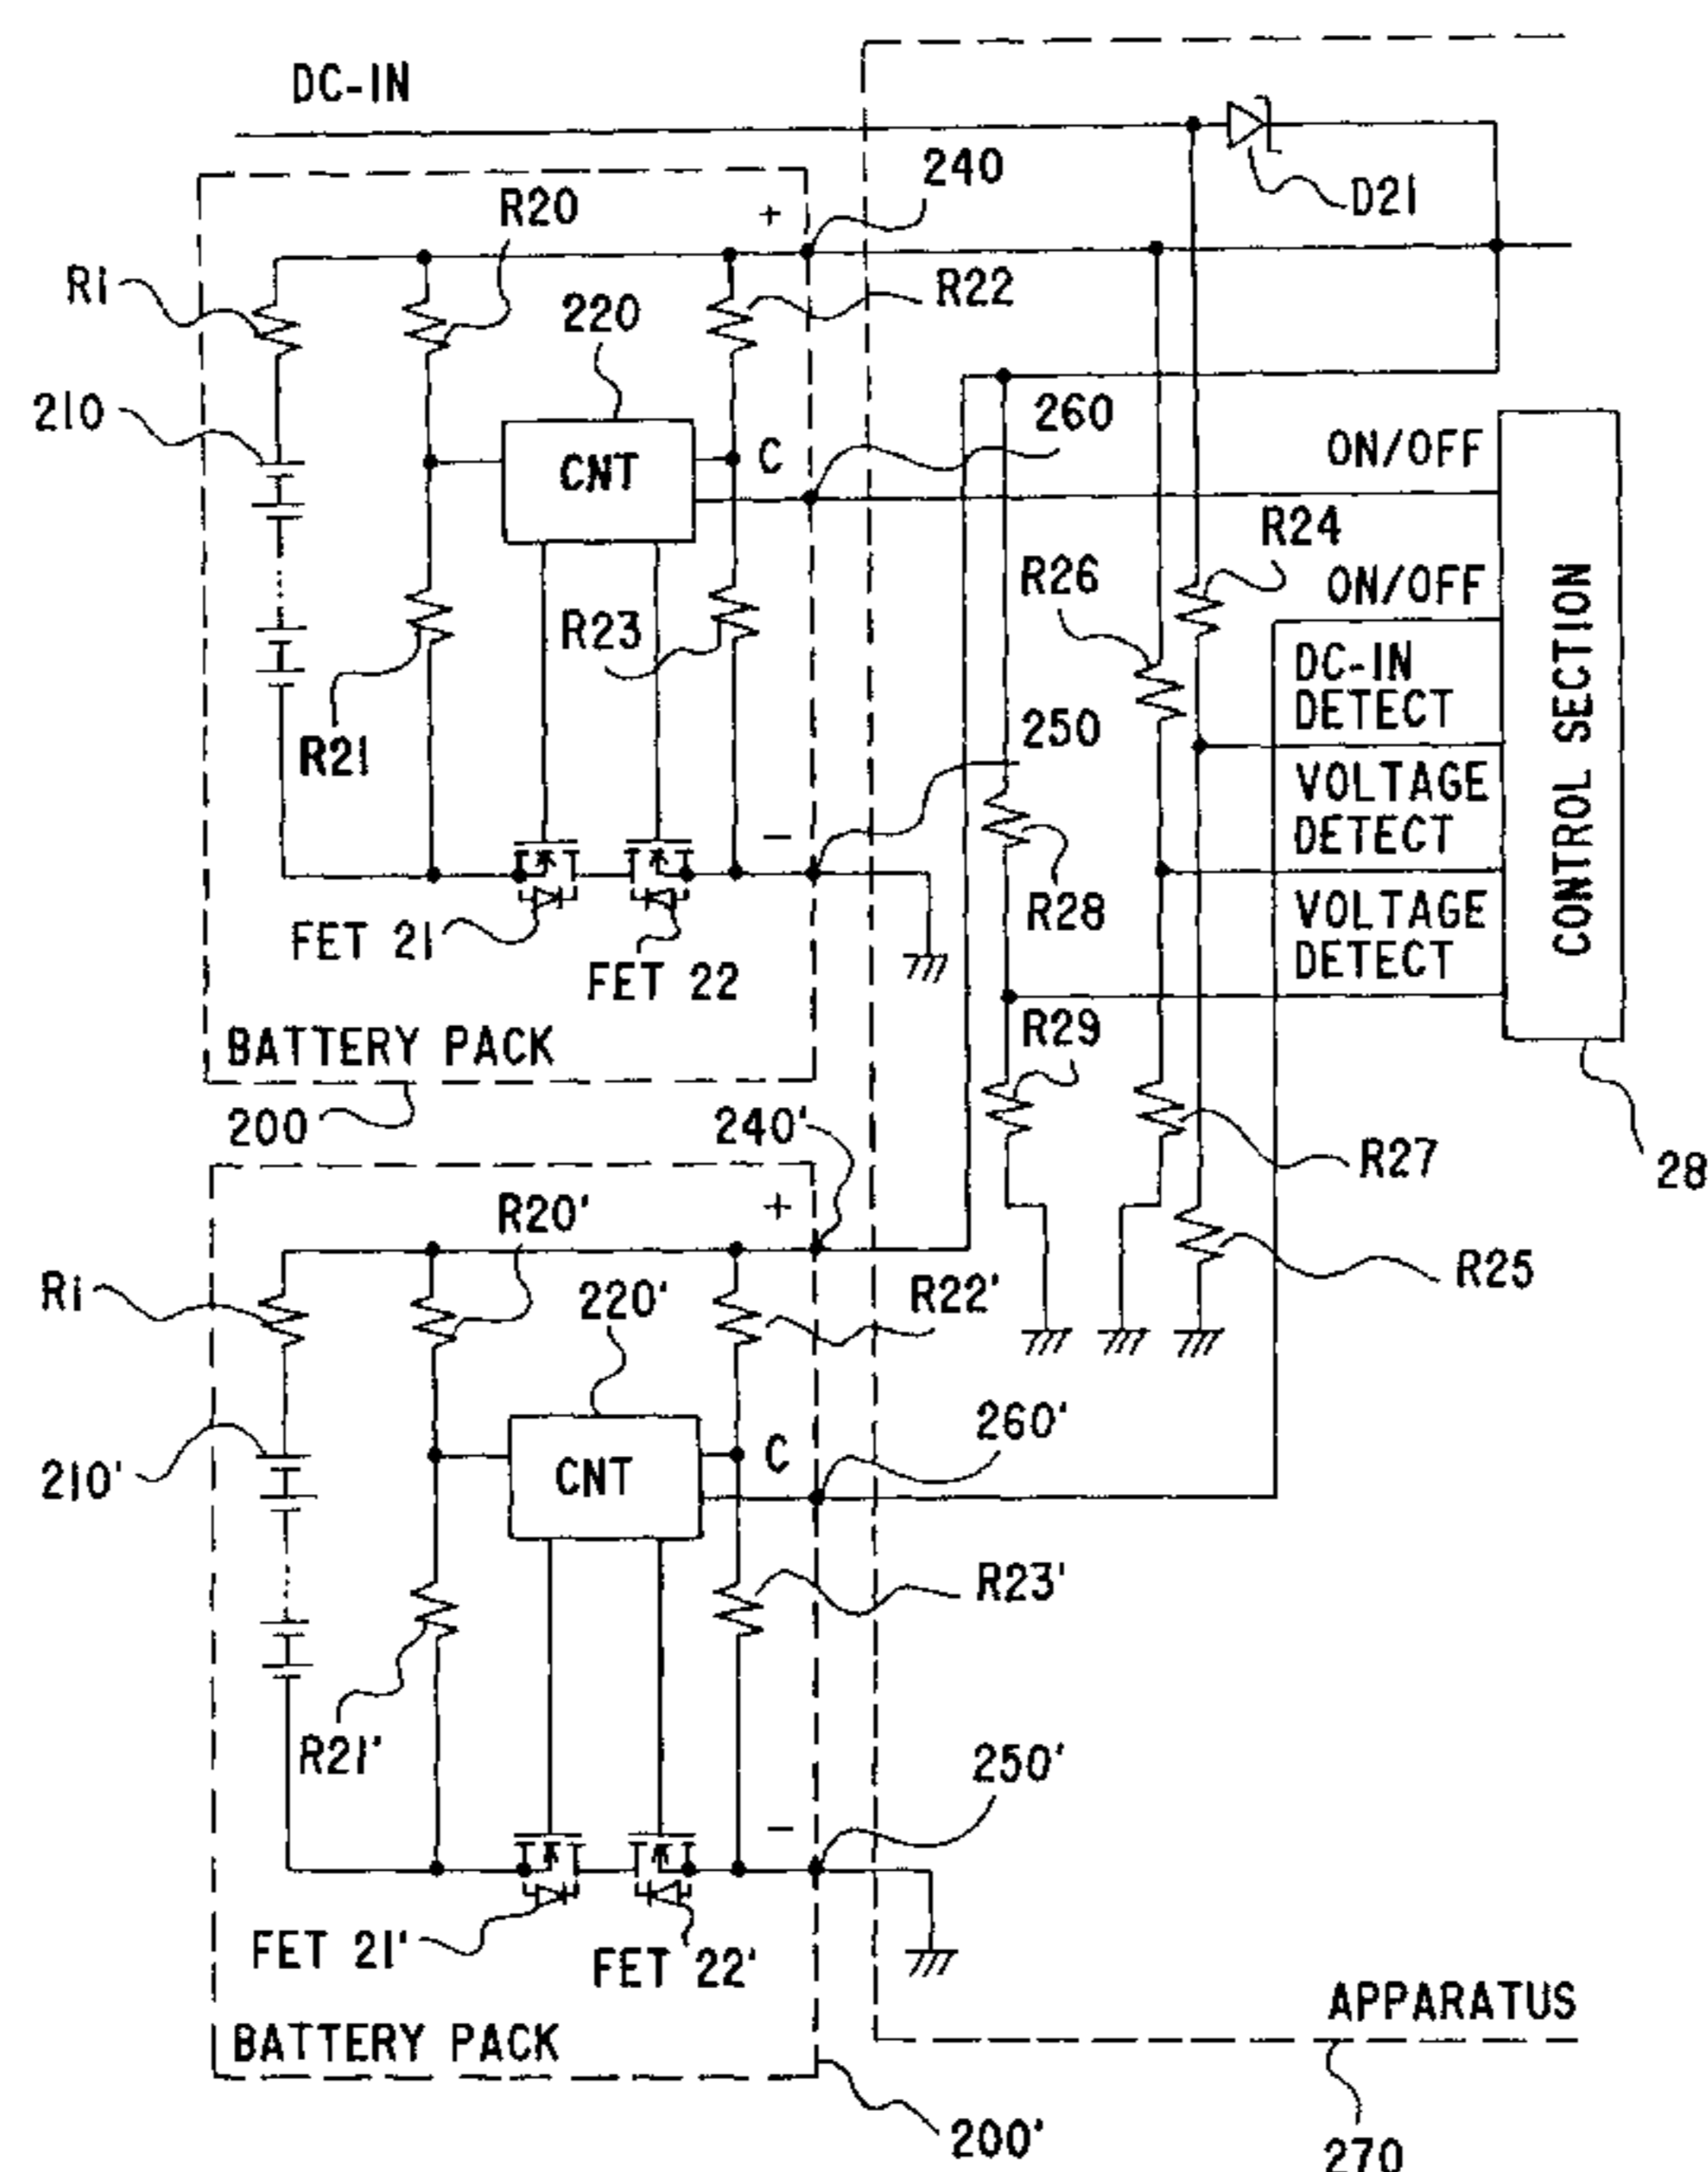 DC-IN
240
D21
R20
+
Ri
R22
220
210
260
C
ON/OFF
CNT
R24
R26
ON/OFF
R23
DC-IN
DETECT
R21
250
VOLTAGE
DETECT
CONTROL SECTION
-
R28
VOLTAGE
DETECT
FET 21
FET 22
R29
BATTERY PACK
200
240'
R27
28
+
R20'
R25
Ri
220'
R22'
260'
210'
C
CNT
R23'
R21'
250'
-
FET 21'
FET 22'
APPARATUS
BATTERY PACK
200'
270